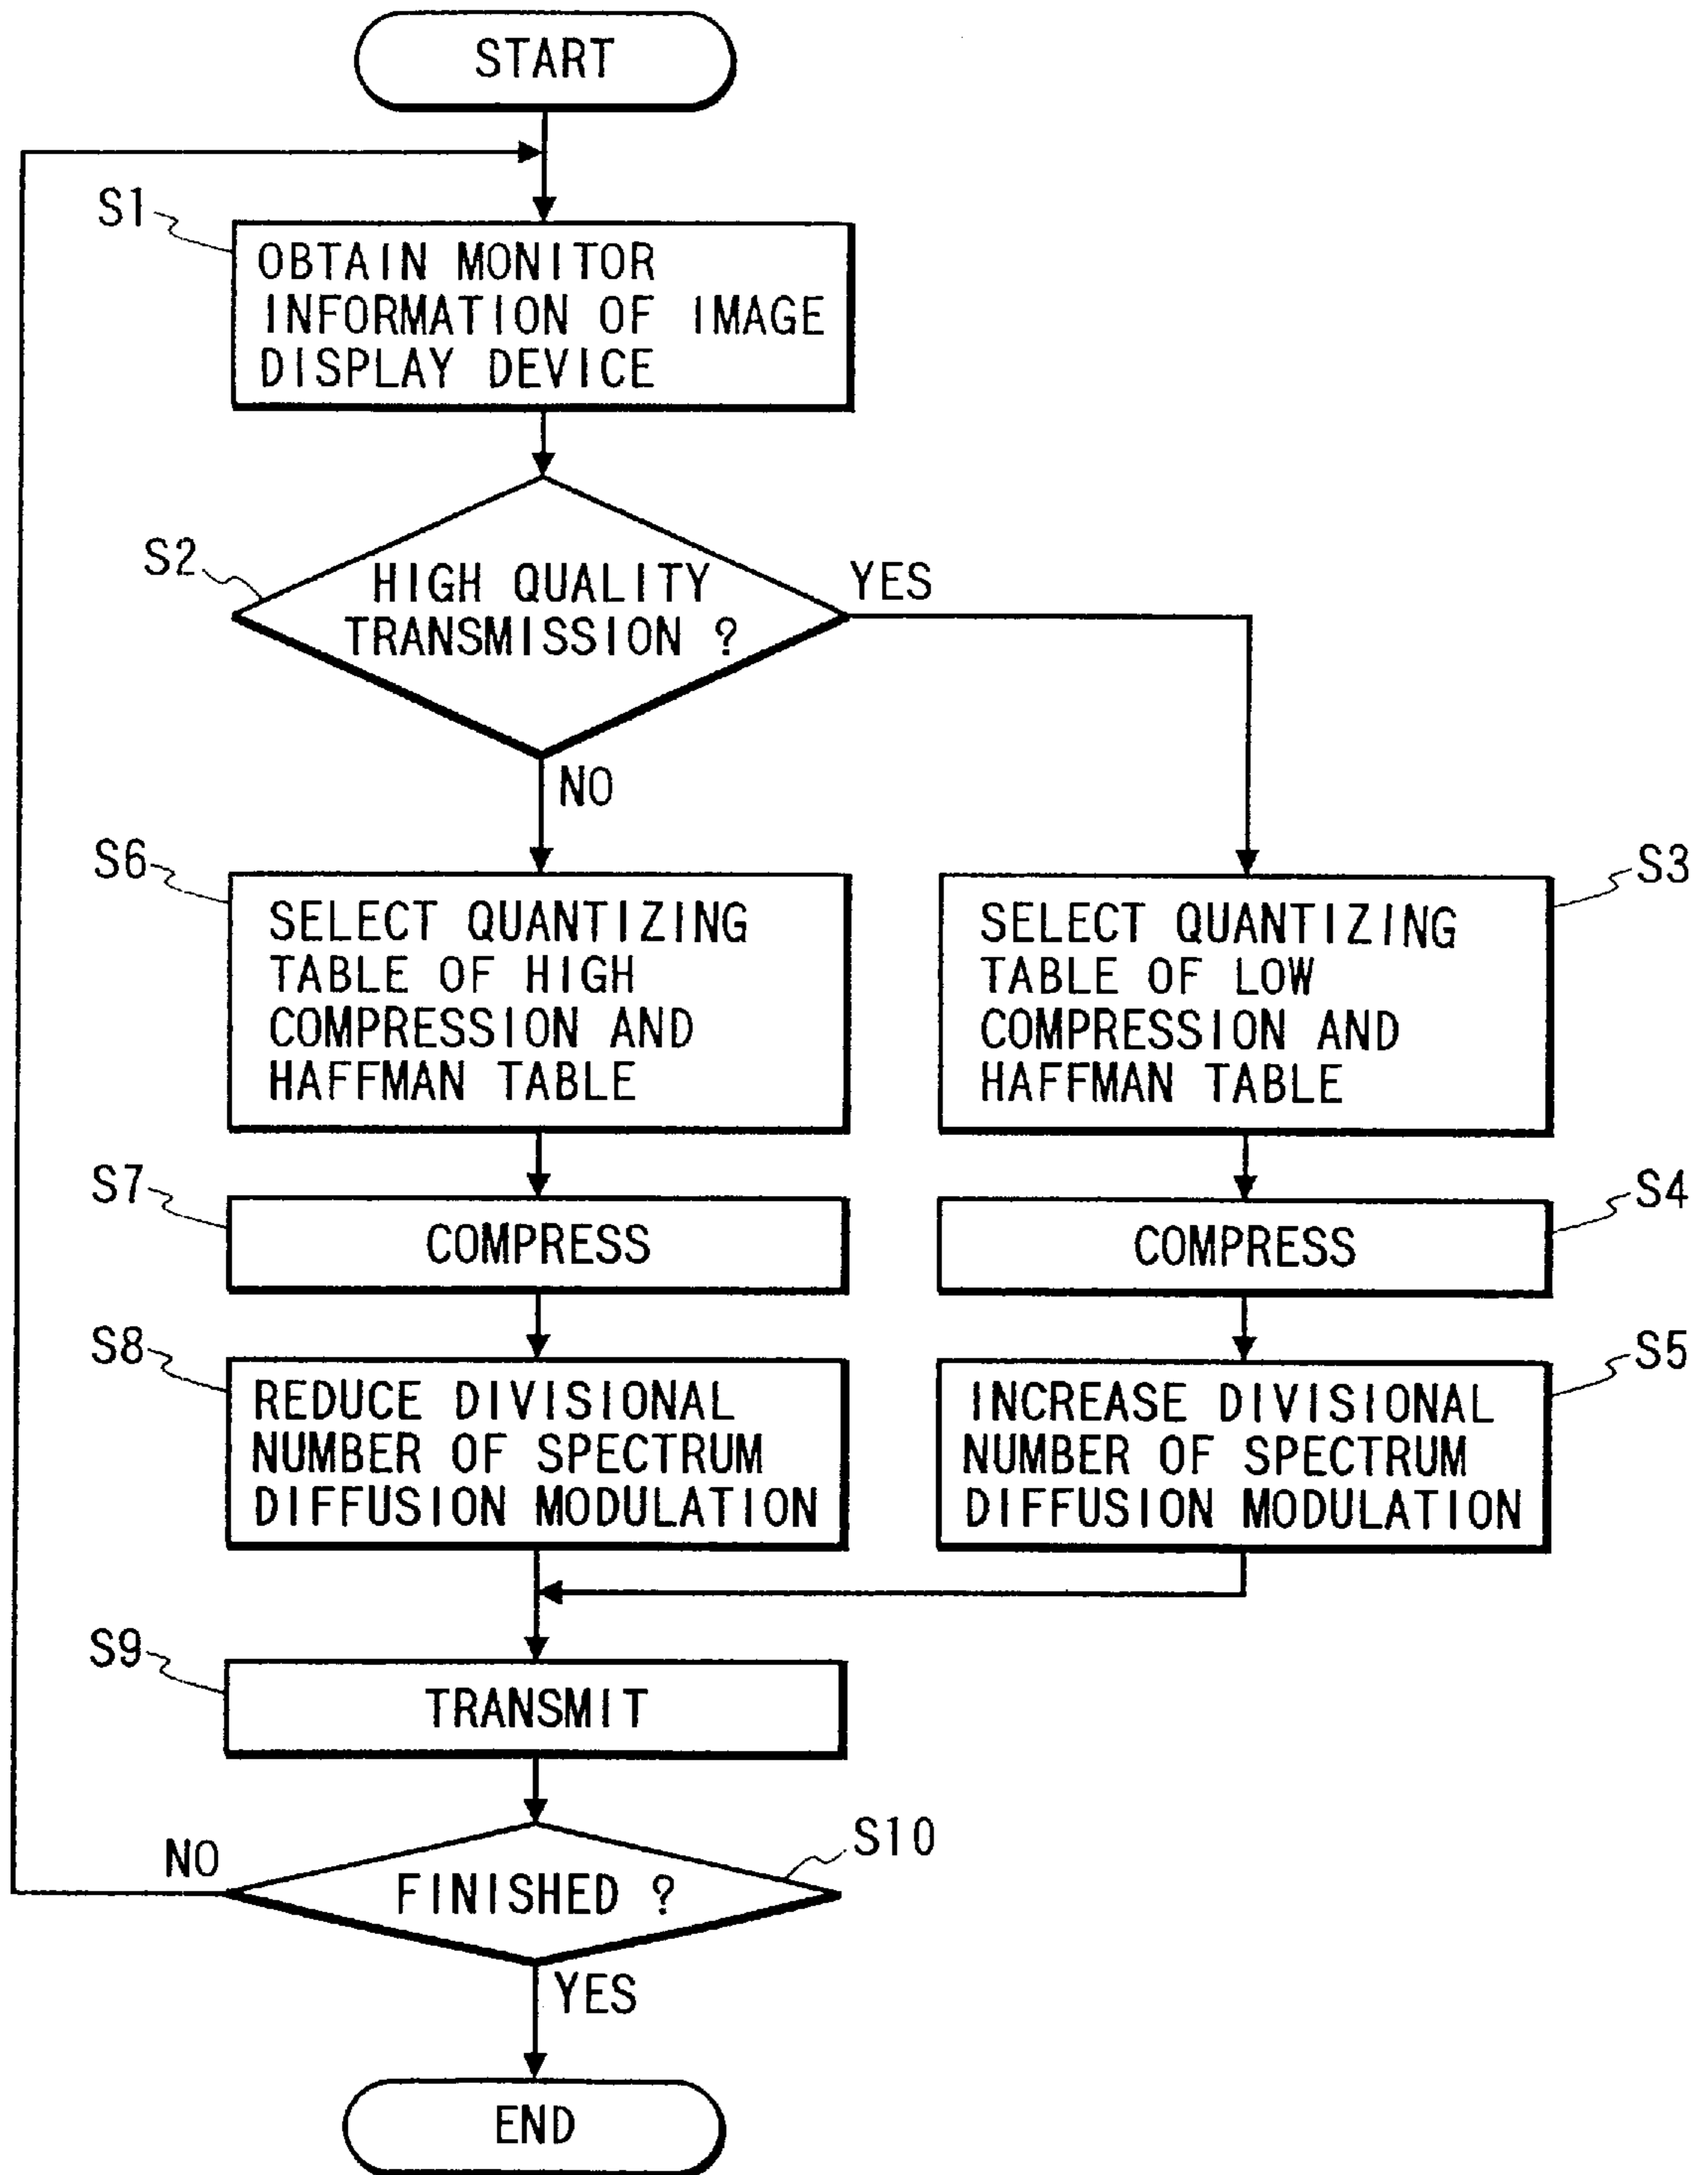 START
S1
OBTAIN MONITOR
INFORMATION OF IMAGE
DISPLAY DEVICE
S2
HIGH QUALITY
TRANSMISSION ?
YES
NO
S6
SELECT QUANTIZING
TABLE OF HIGH
COMPRESSION AND
HAFFMAN TABLE
S3
SELECT QUANTIZING
TABLE OF LOW
COMPRESSION AND
HAFFMAN TABLE
S7
COMPRESS
S4
COMPRESS
S8
REDUCE DIVISIONAL
NUMBER OF SPECTRUM
DIFFUSION MODULATION
S5
INCREASE DIVISIONAL
NUMBER OF SPECTRUM
DIFFUSION MODULATION
S9
TRANSMIT
S10
NO
FINISHED ?
YES
END